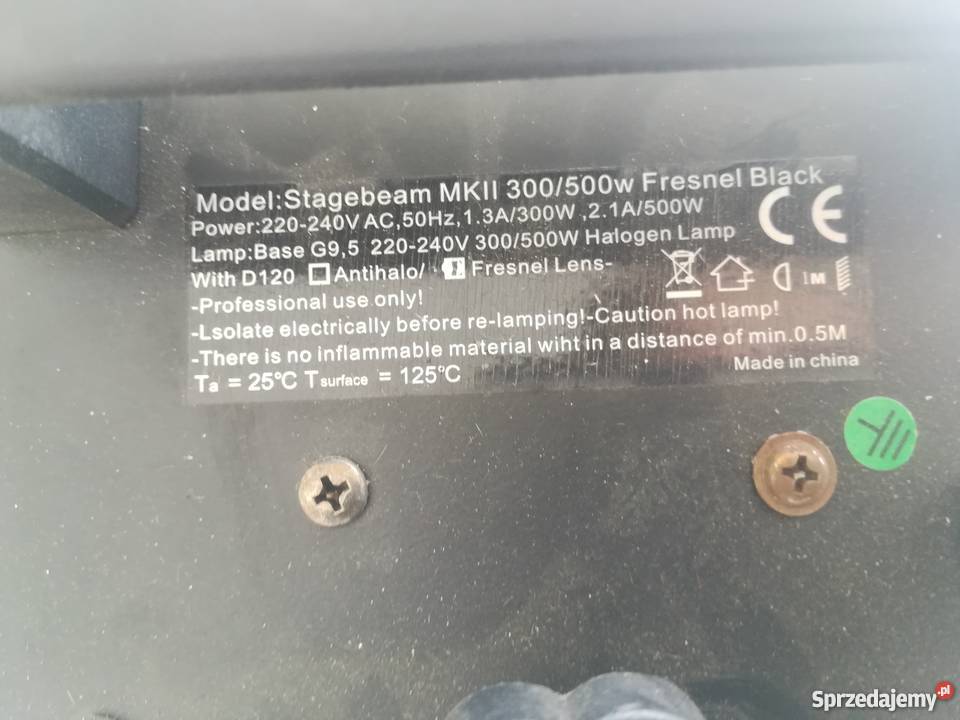 Model:Stagebeam MKII 300/500w Fresnel Black
Power:220-240V AC,50Hz,1.3A/300W ,2.1A/500W
Lamp:Base G9,5 220-240V 300/500W Halogen Lamp
With D120 Antihalo/ Fresnel Lens-
-Professional use only!
-Lsolate electrically before re-lamping!-Caution hot lamp!
-There is no inflammable material wiht in a distance of min.0.5M
Ta = 25°C Tsurface = 125°C
Made in china
CE
1M
Sprzedajemy.pl